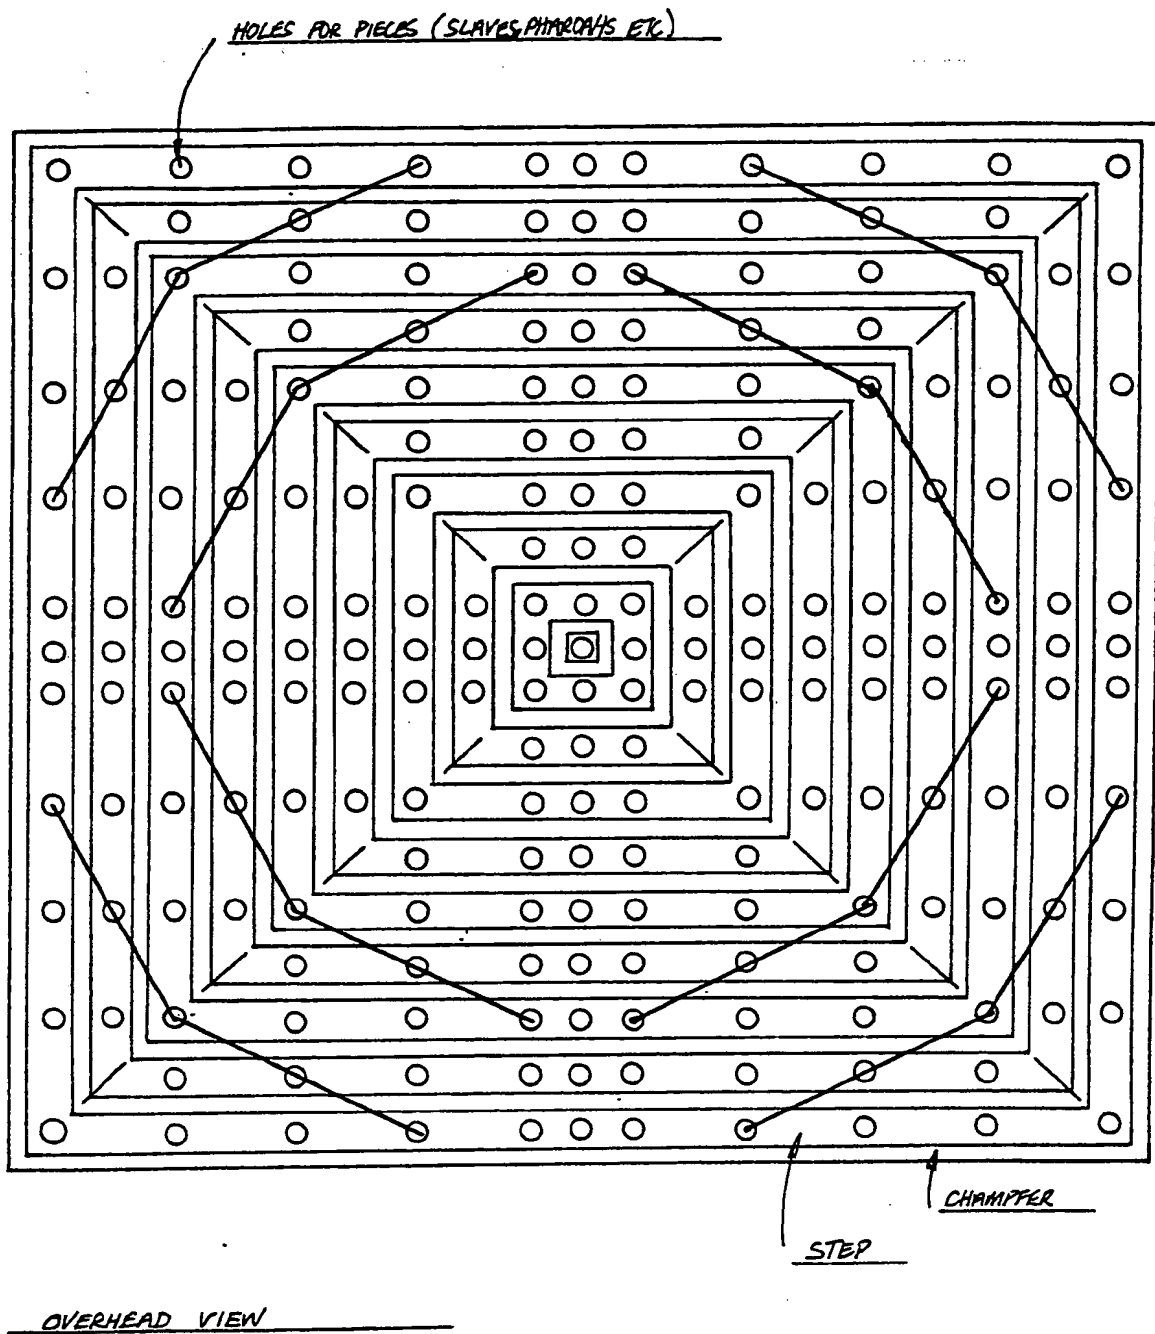 HOLES FOR PIECES (SLAVES, PHAROAHS ETC)
CHAMPFER
STEP
OVERHEAD VIEW